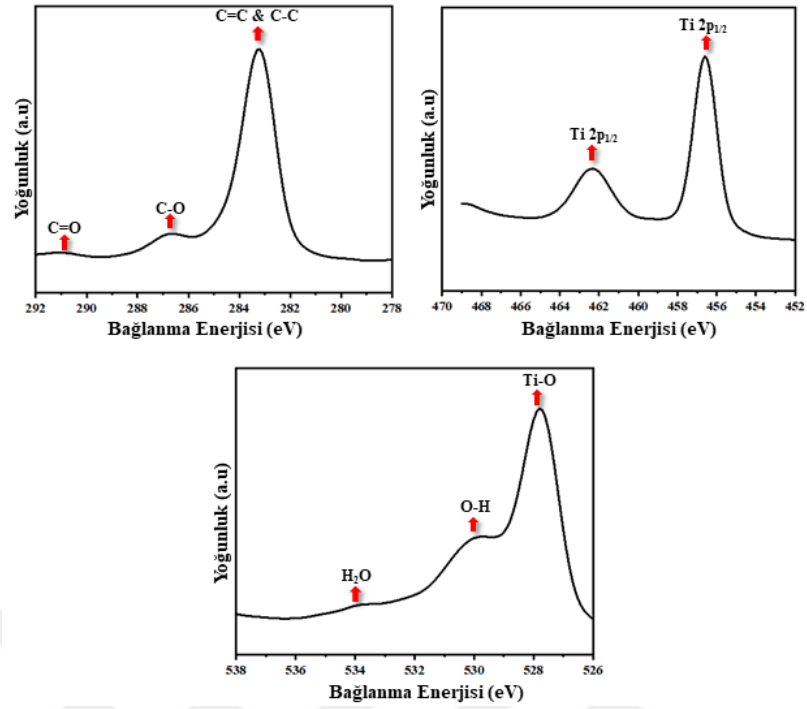 C=C & C-C
C-O
C=O
Yoğunluk (a.u)
292 290 288 286 284 282 280 278
Bağlanma Enerjisi (eV)
Ti 2p1/2
Ti 2p1/2
Yoğunluk (a.u)
470 468 466 464 462 460 458 456 454 452
Bağlanma Enerjisi (eV)
Ti-O
O-H
H₂O
Yoğunluk (a.u)
538 536 534 532 530 528 526
Bağlanma Enerjisi (eV)